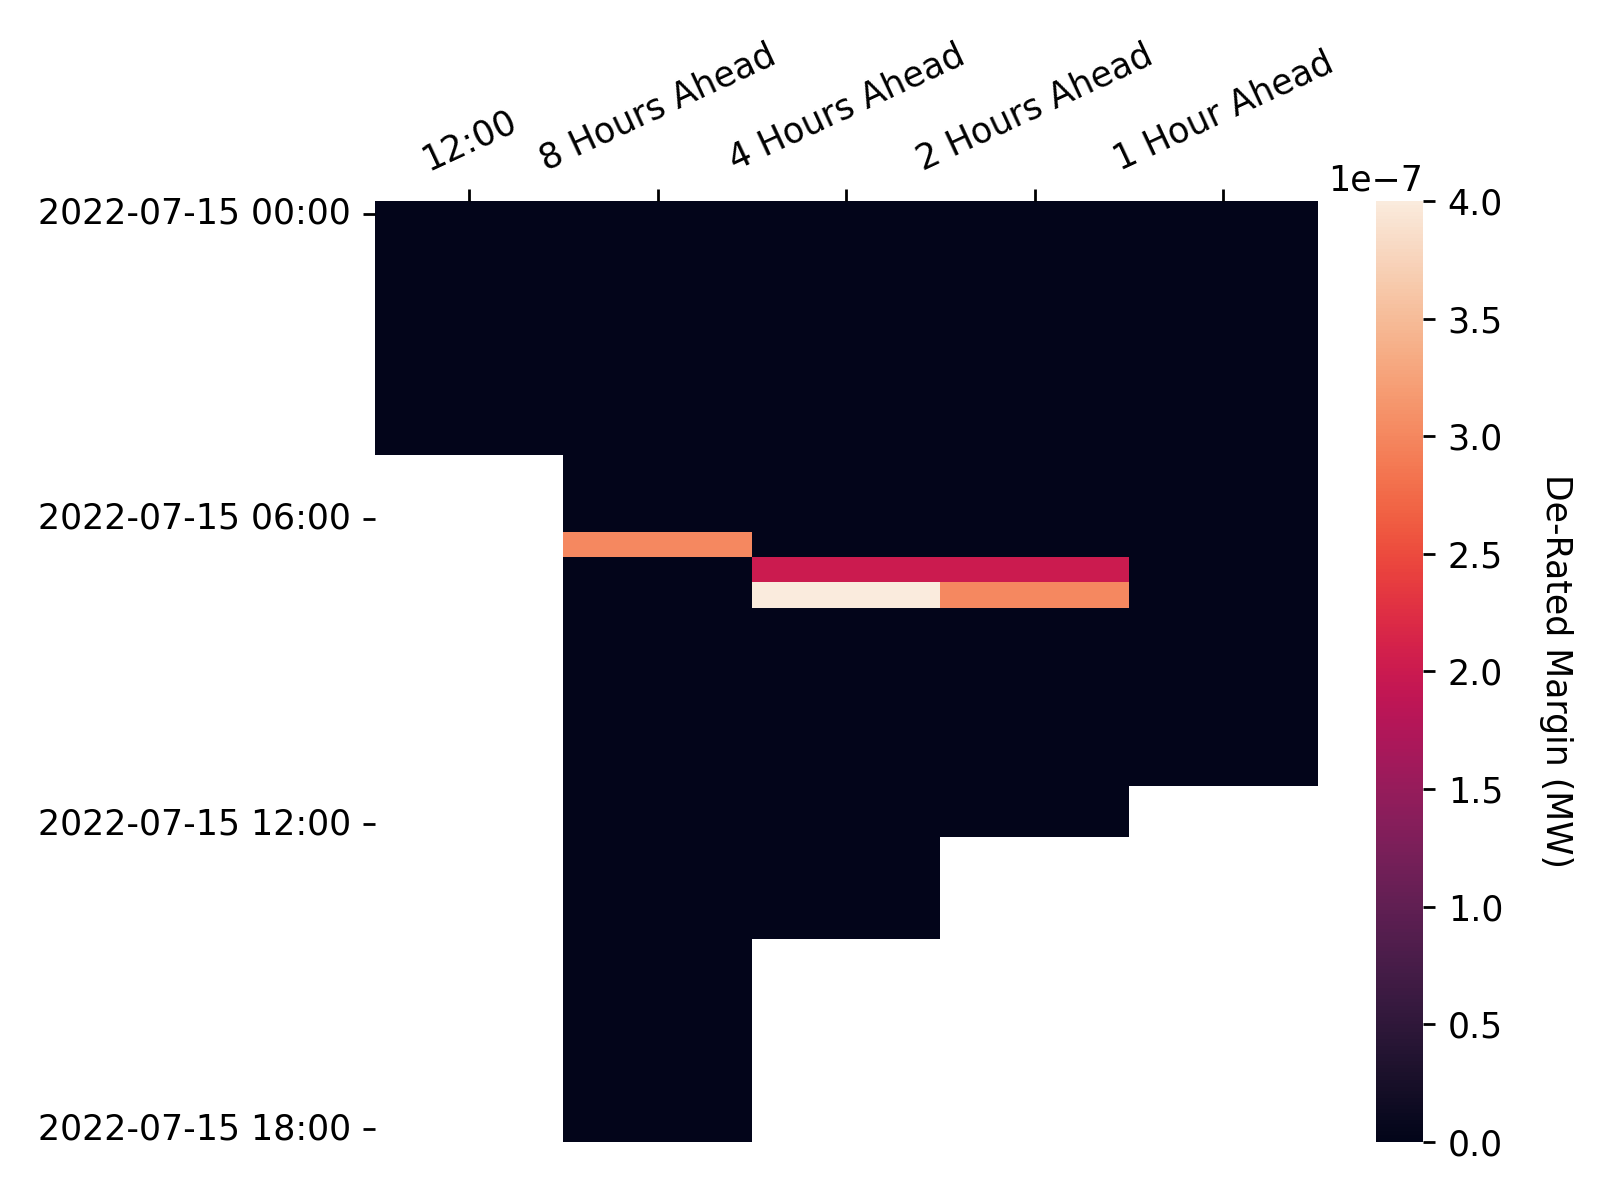 12:00
8 Hours Ahead
4 Hours Ahead
2 Hours Ahead
1 Hour Ahead
1e−7
2022-07-15 00:00
2022-07-15 06:00
2022-07-15 12:00
2022-07-15 18:00
4.0
3.5
3.0
2.5
2.0
1.5
1.0
0.5
0.0
De-Rated Margin (MW)